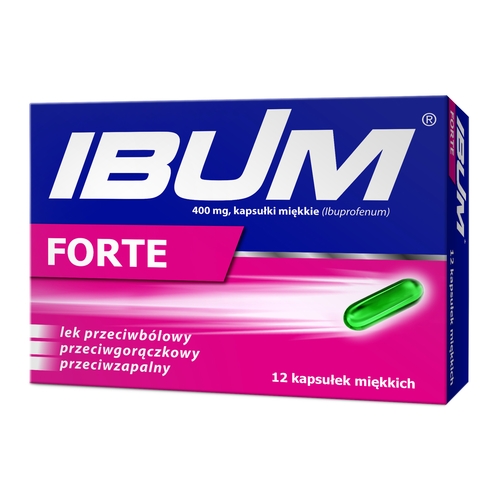 IBUM®
400 mg, kapsułki miękkie (Ibuprofenum)
FORTE
lek przeciwbólowy
przeciwgorączkowy
przeciwzapalny
12 kapsułek miękkich
IBUM®
FORTE
12 kapsułek miękkich